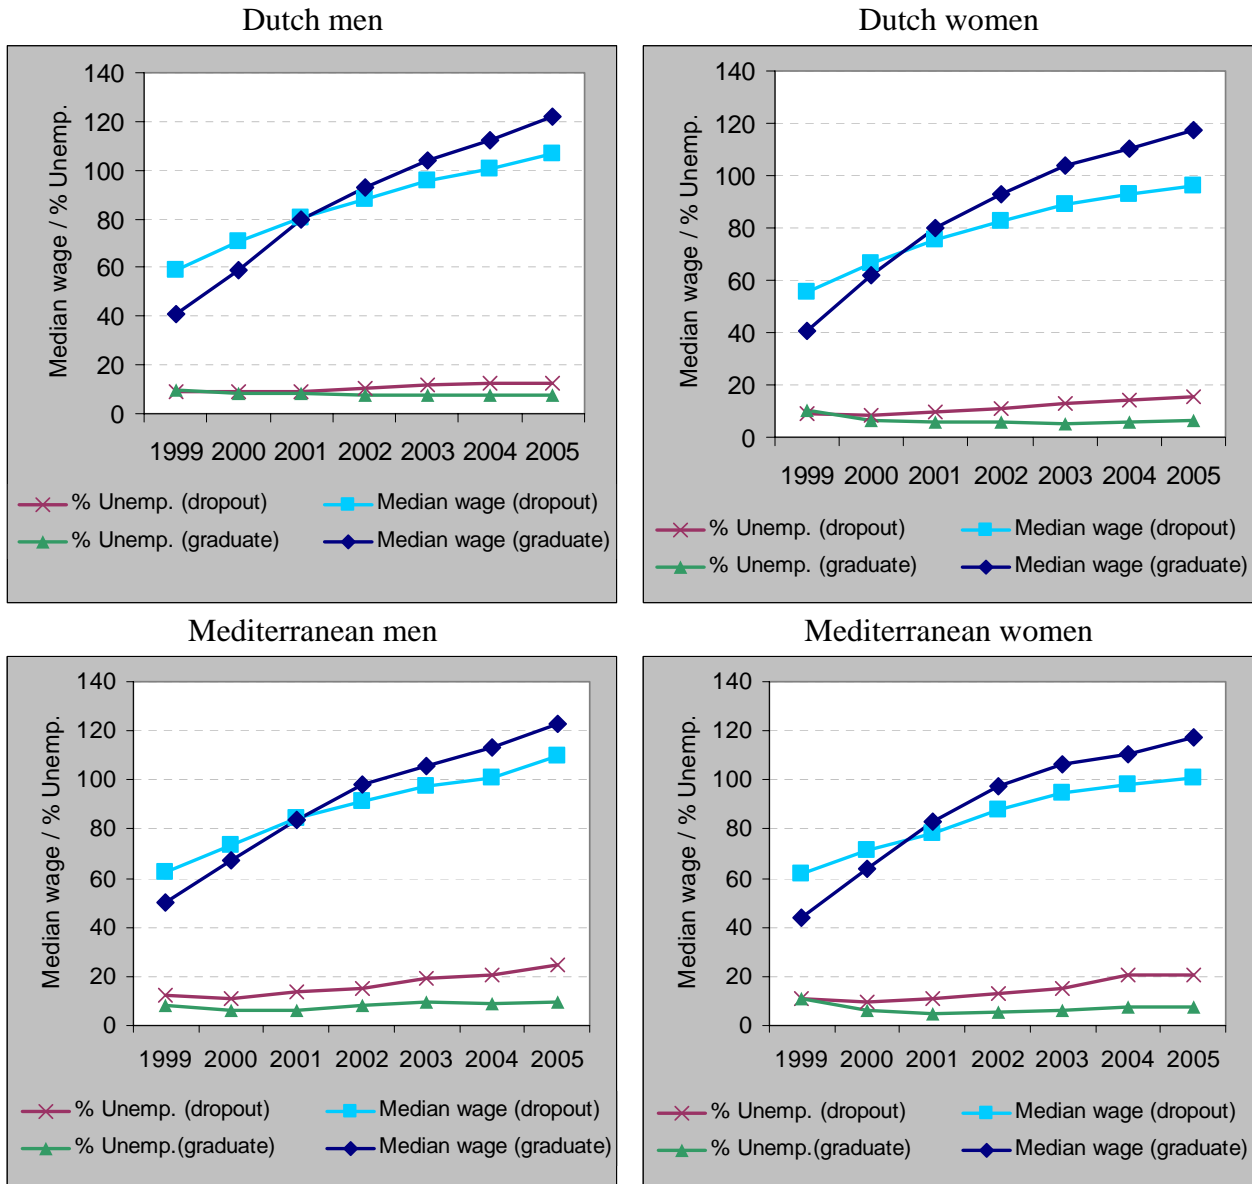 Dutch men
Median wage / % Unemp.
140
120
100
80
60
40
20
0
1999 2000 2001 2002 2003 2004 2005
% Unemp. (dropout) Median wage (dropout)
% Unemp. (graduate) Median wage (graduate)
Dutch women
Median wage / % Unemp.
140
120
100
80
60
40
20
0
1999 2000 2001 2002 2003 2004 2005
% Unemp. (dropout) Median wage (dropout)
% Unemp. (graduate) Median wage (graduate)
Mediterranean men
Median wage / % Unemp.
140
120
100
80
60
40
20
0
1999 2000 2001 2002 2003 2004 2005
% Unemp. (dropout) Median wage (dropout)
% Unemp.(graduate) Median wage (graduate)
Mediterranean women
Median wage / % Unemp.
140
120
100
80
60
40
20
0
1999 2000 2001 2002 2003 2004 2005
% Unemp. (dropout) Median wage (dropout)
% Unemp.(graduate) Median wage (graduate)